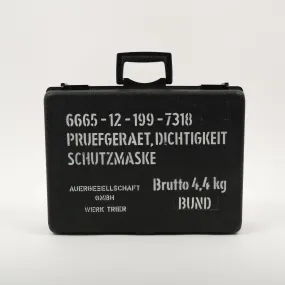 6665-12-199-7318
PRUEFGERAET,DICHTIGKEIT
SCHUTZMASKE
AUERGESELLSCHAFT
GMBH
WERK TRIER
Brutto 4,4 kg
BUND